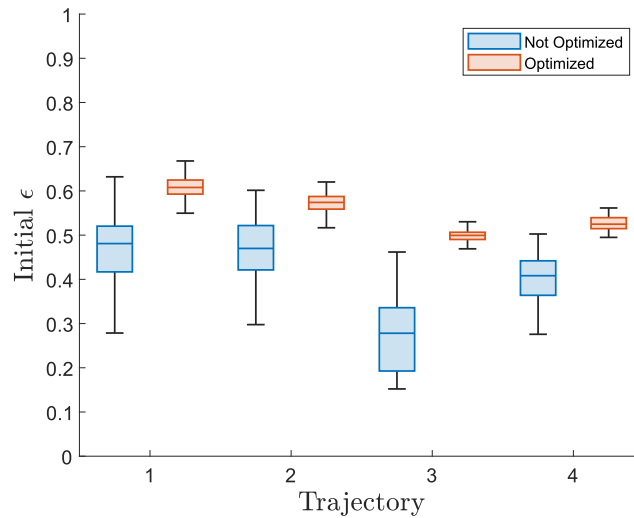 1
0.9
0.8
0.7
0.6
0.5
0.4
0.3
0.2
0.1
0
Initial ϵ
Not Optimized
Optimized
1 2 3 4
Trajectory